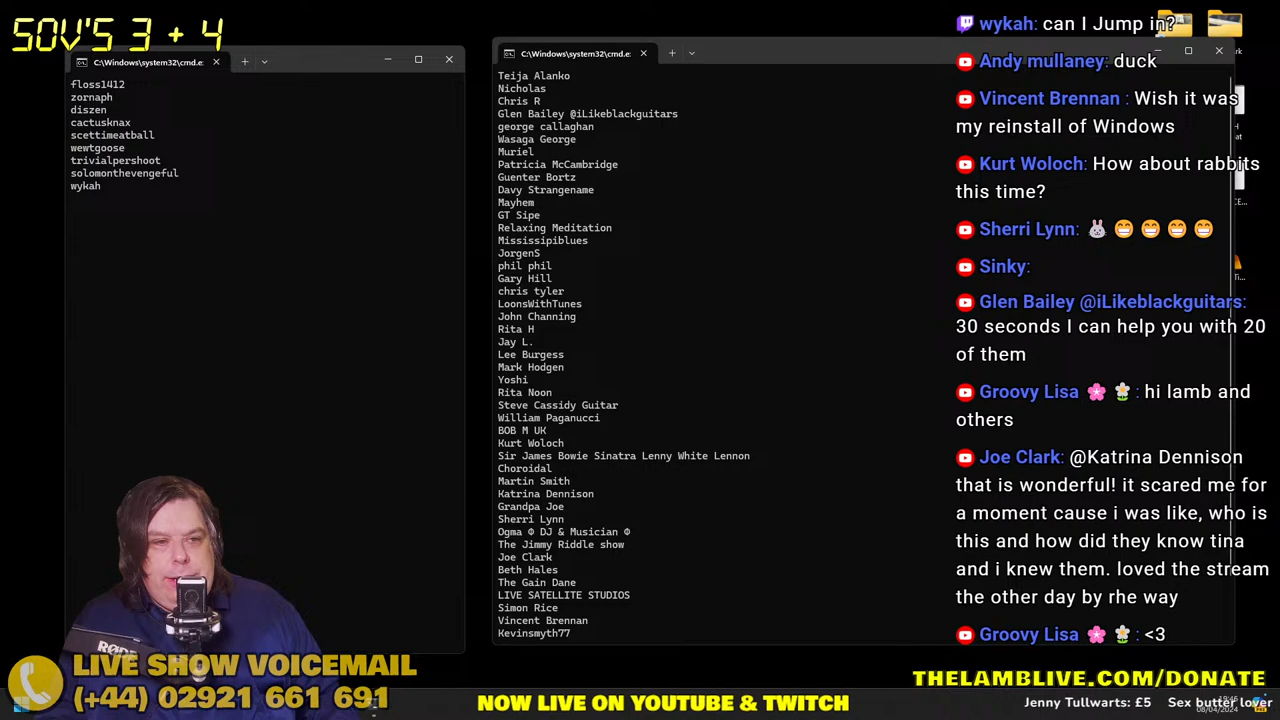 SOV'S 3 + 4
C:\Windows\system32\cmd.e:
floss1412
zornaph
diszen
cactusknax
scettimeatball
wewtgoose
trivialpershoot
solomonthevengeful
wykah
C:\Windows\system32\cmd.e:
Teija Alanko
Nicholas
Chris R
Glen Bailey @iLikeblackguitars
george callaghan
Wasaga George
Muriel
Patricia McCambridge
Guenter Bortz
Davy Strangename
Mayhem
GT Sipe
Relaxing Meditation
Mississipiblues
JorgenS
phil phil
Gary Hill
chris tyler
LoonsWithTunes
John Channing
Rita H
Jay L.
Lee Burgess
Mark Hodgen
Yoshi
Rita Noon
Steve Cassidy Guitar
William Paganucci
BOB M UK
Kurt Woloch
Sir James Bowie Sinatra Lenny White Lennon
Choroidal
Martin Smith
Katrina Dennison
Grandpa Joe
Sherri Lynn
Ogma Φ DJ & Musician Φ
The Jimmy Riddle show
Joe Clark
Beth Hales
The Gain Dane
LIVE SATELLITE STUDIOS
Simon Rice
Vincent Brennan
Kevinsmyth77
wykah: can I Jump in?
Andy mullaney: duck
Vincent Brennan : Wish it was
my reinstall of Windows
Kurt Woloch: How about rabbits
this time?
Sherri Lynn: 🐰 😁 😁 😁 😁
Sinky:
Glen Bailey @iLikeblackguitars:
30 seconds I can help you with 20
of them
Groovy Lisa 🌸 🌼 : hi lamb and
others
Joe Clark: @Katrina Dennison
that is wonderful! it scared me for
a moment cause i was like, who is
this and how did they know tina
and i knew them. loved the stream
the other day by rhe way
Groovy Lisa 🌸 🌼 : <3
RØDE
LIVE SHOW VOICEMAIL
(+44) 02921 661 691
NOW LIVE ON YOUTUBE & TWITCH
THELAMBLIVE.COM/DONATE
Jenny Tullwarts: £5 Sex butter lover
19:46
08/04/2024